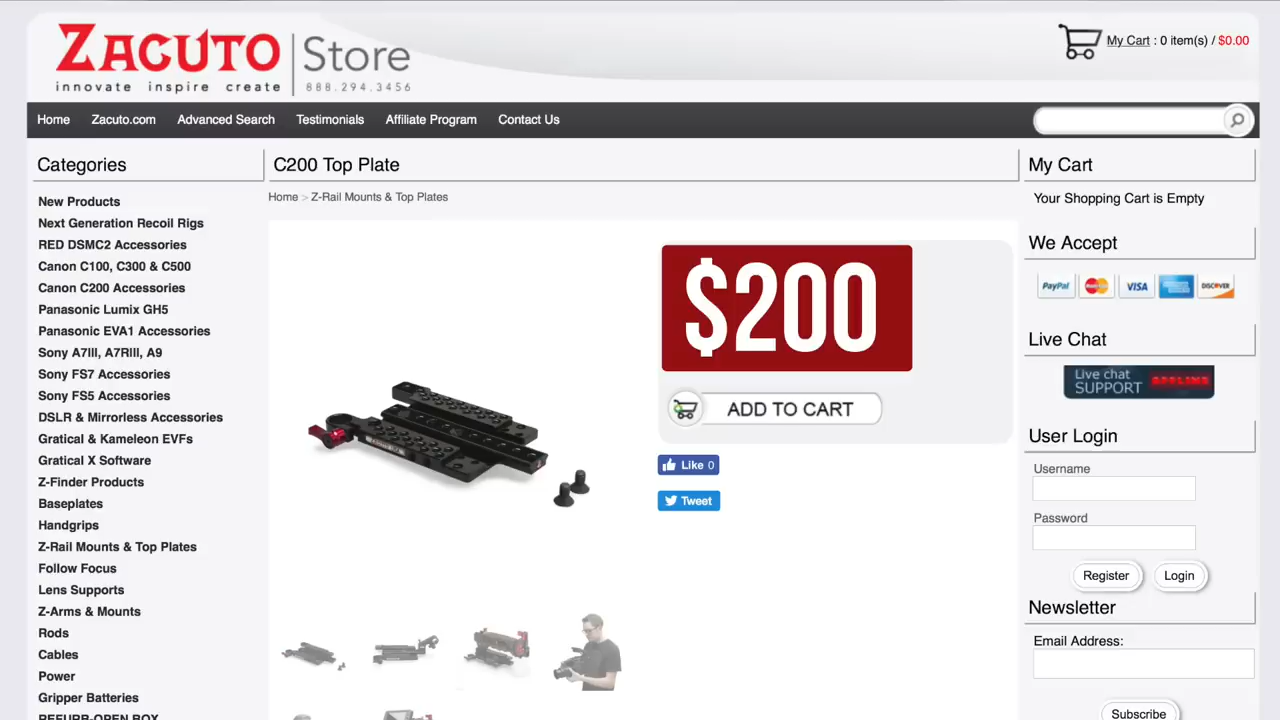 ZACUTO Store
innovate inspire create 888.294.3456
My Cart : 0 item(s) / $0.00
Home Zacuto.com Advanced Search Testimonials Affiliate Program Contact Us
Categories
New Products
Next Generation Recoil Rigs
RED DSMC2 Accessories
Canon C100, C300 & C500
Canon C200 Accessories
Panasonic Lumix GH5
Panasonic EVA1 Accessories
Sony A7III, A7RIII, A9
Sony FS7 Accessories
Sony FS5 Accessories
DSLR & Mirrorless Accessories
Gratical & Kameleon EVFs
Gratical X Software
Z-Finder Products
Baseplates
Handgrips
Z-Rail Mounts & Top Plates
Follow Focus
Lens Supports
Z-Arms & Mounts
Rods
Cables
Power
Gripper Batteries
REFURB-OPEN BOX
C200 Top Plate
Home > Z-Rail Mounts & Top Plates
$200
ADD TO CART
Like 0
Tweet
My Cart
Your Shopping Cart is Empty
We Accept
PayPal MasterCard VISA DISCOVER
Live Chat
Live chat
SUPPORT OFFLINE
User Login
Username
Password
Register Login
Newsletter
Email Address:
Subscribe